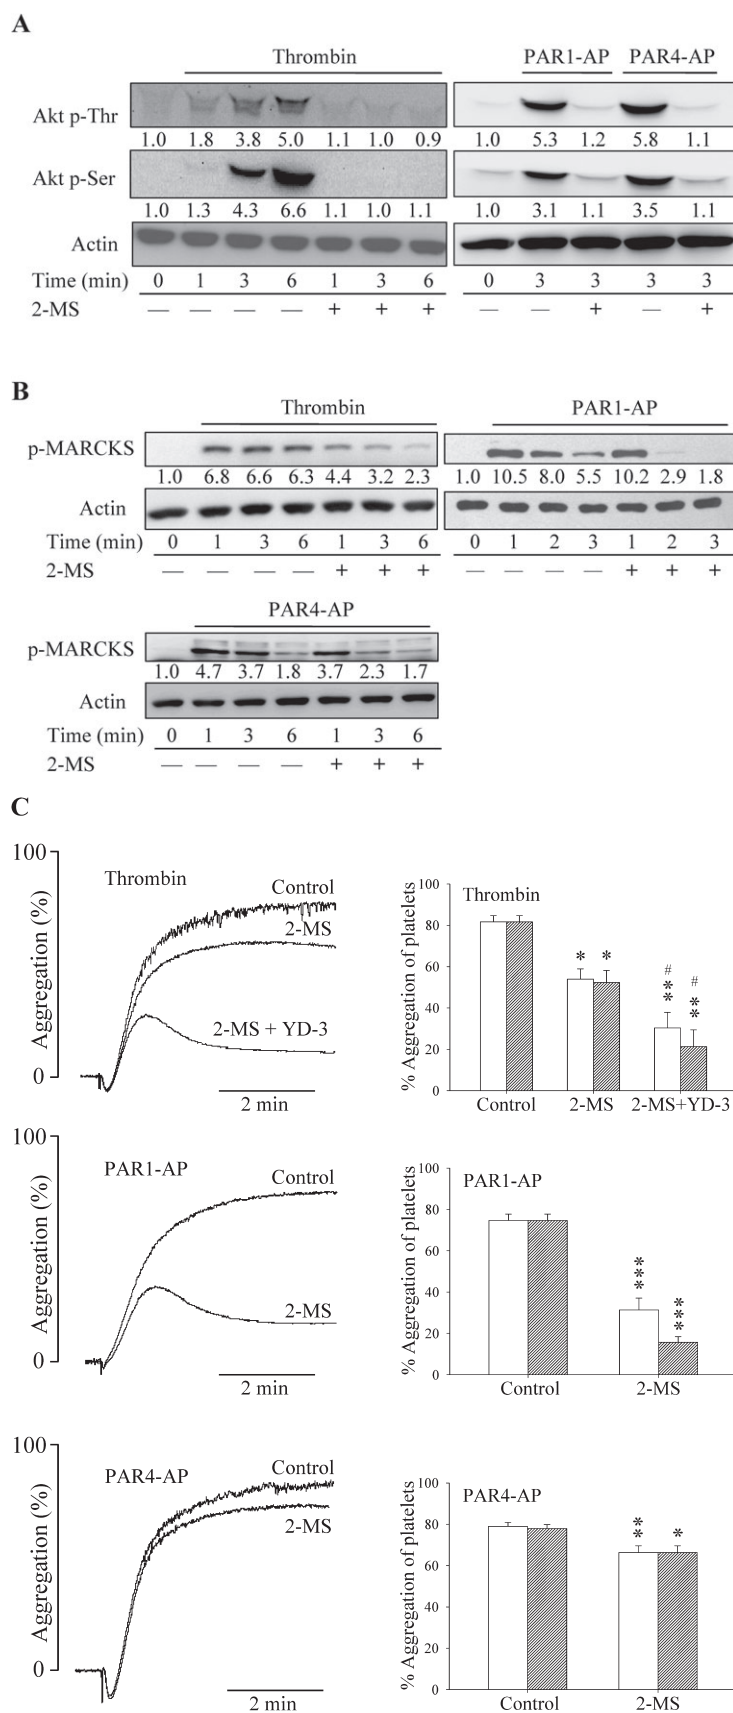 A
Thrombin PAR1-AP PAR4-AP
Akt p-Thr
1.0 1.8 3.8 5.0 1.1 1.0 0.9 1.0 5.3 1.2 5.8 1.1
Akt p-Ser
1.0 1.3 4.3 6.6 1.1 1.0 1.1 1.0 3.1 1.1 3.5 1.1
Actin
Time (min) 0 1 3 6 1 3 6 0 3 3 3 3
2-MS — — — — + + + — — + — +
B
Thrombin PAR1-AP
p-MARCKS
1.0 6.8 6.6 6.3 4.4 3.2 2.3 1.0 10.5 8.0 5.5 10.2 2.9 1.8
Actin
Time (min) 0 1 3 6 1 3 6 0 1 2 3 1 2 3
2-MS — — — — + + + — — — — + + +
PAR4-AP
p-MARCKS
1.0 4.7 3.7 1.8 3.7 2.3 1.7
Actin
Time (min) 0 1 3 6 1 3 6
2-MS — — — — + + +
C
100
Aggregation (%)
0
Thrombin
Control
2-MS
2-MS + YD-3
2 min
% Aggregation of platelets
100
80
60
40
20
0
Thrombin
* *
# **
# **
Control 2-MS 2-MS+YD-3
100
Aggregation (%)
0
PAR1-AP
Control
2-MS
2 min
% Aggregation of platelets
100
80
60
40
20
0
PAR1-AP
***
***
Control 2-MS
100
Aggregation (%)
0
PAR4-AP
Control
2-MS
2 min
% Aggregation of platelets
100
80
60
40
20
0
PAR4-AP
** *
Control 2-MS